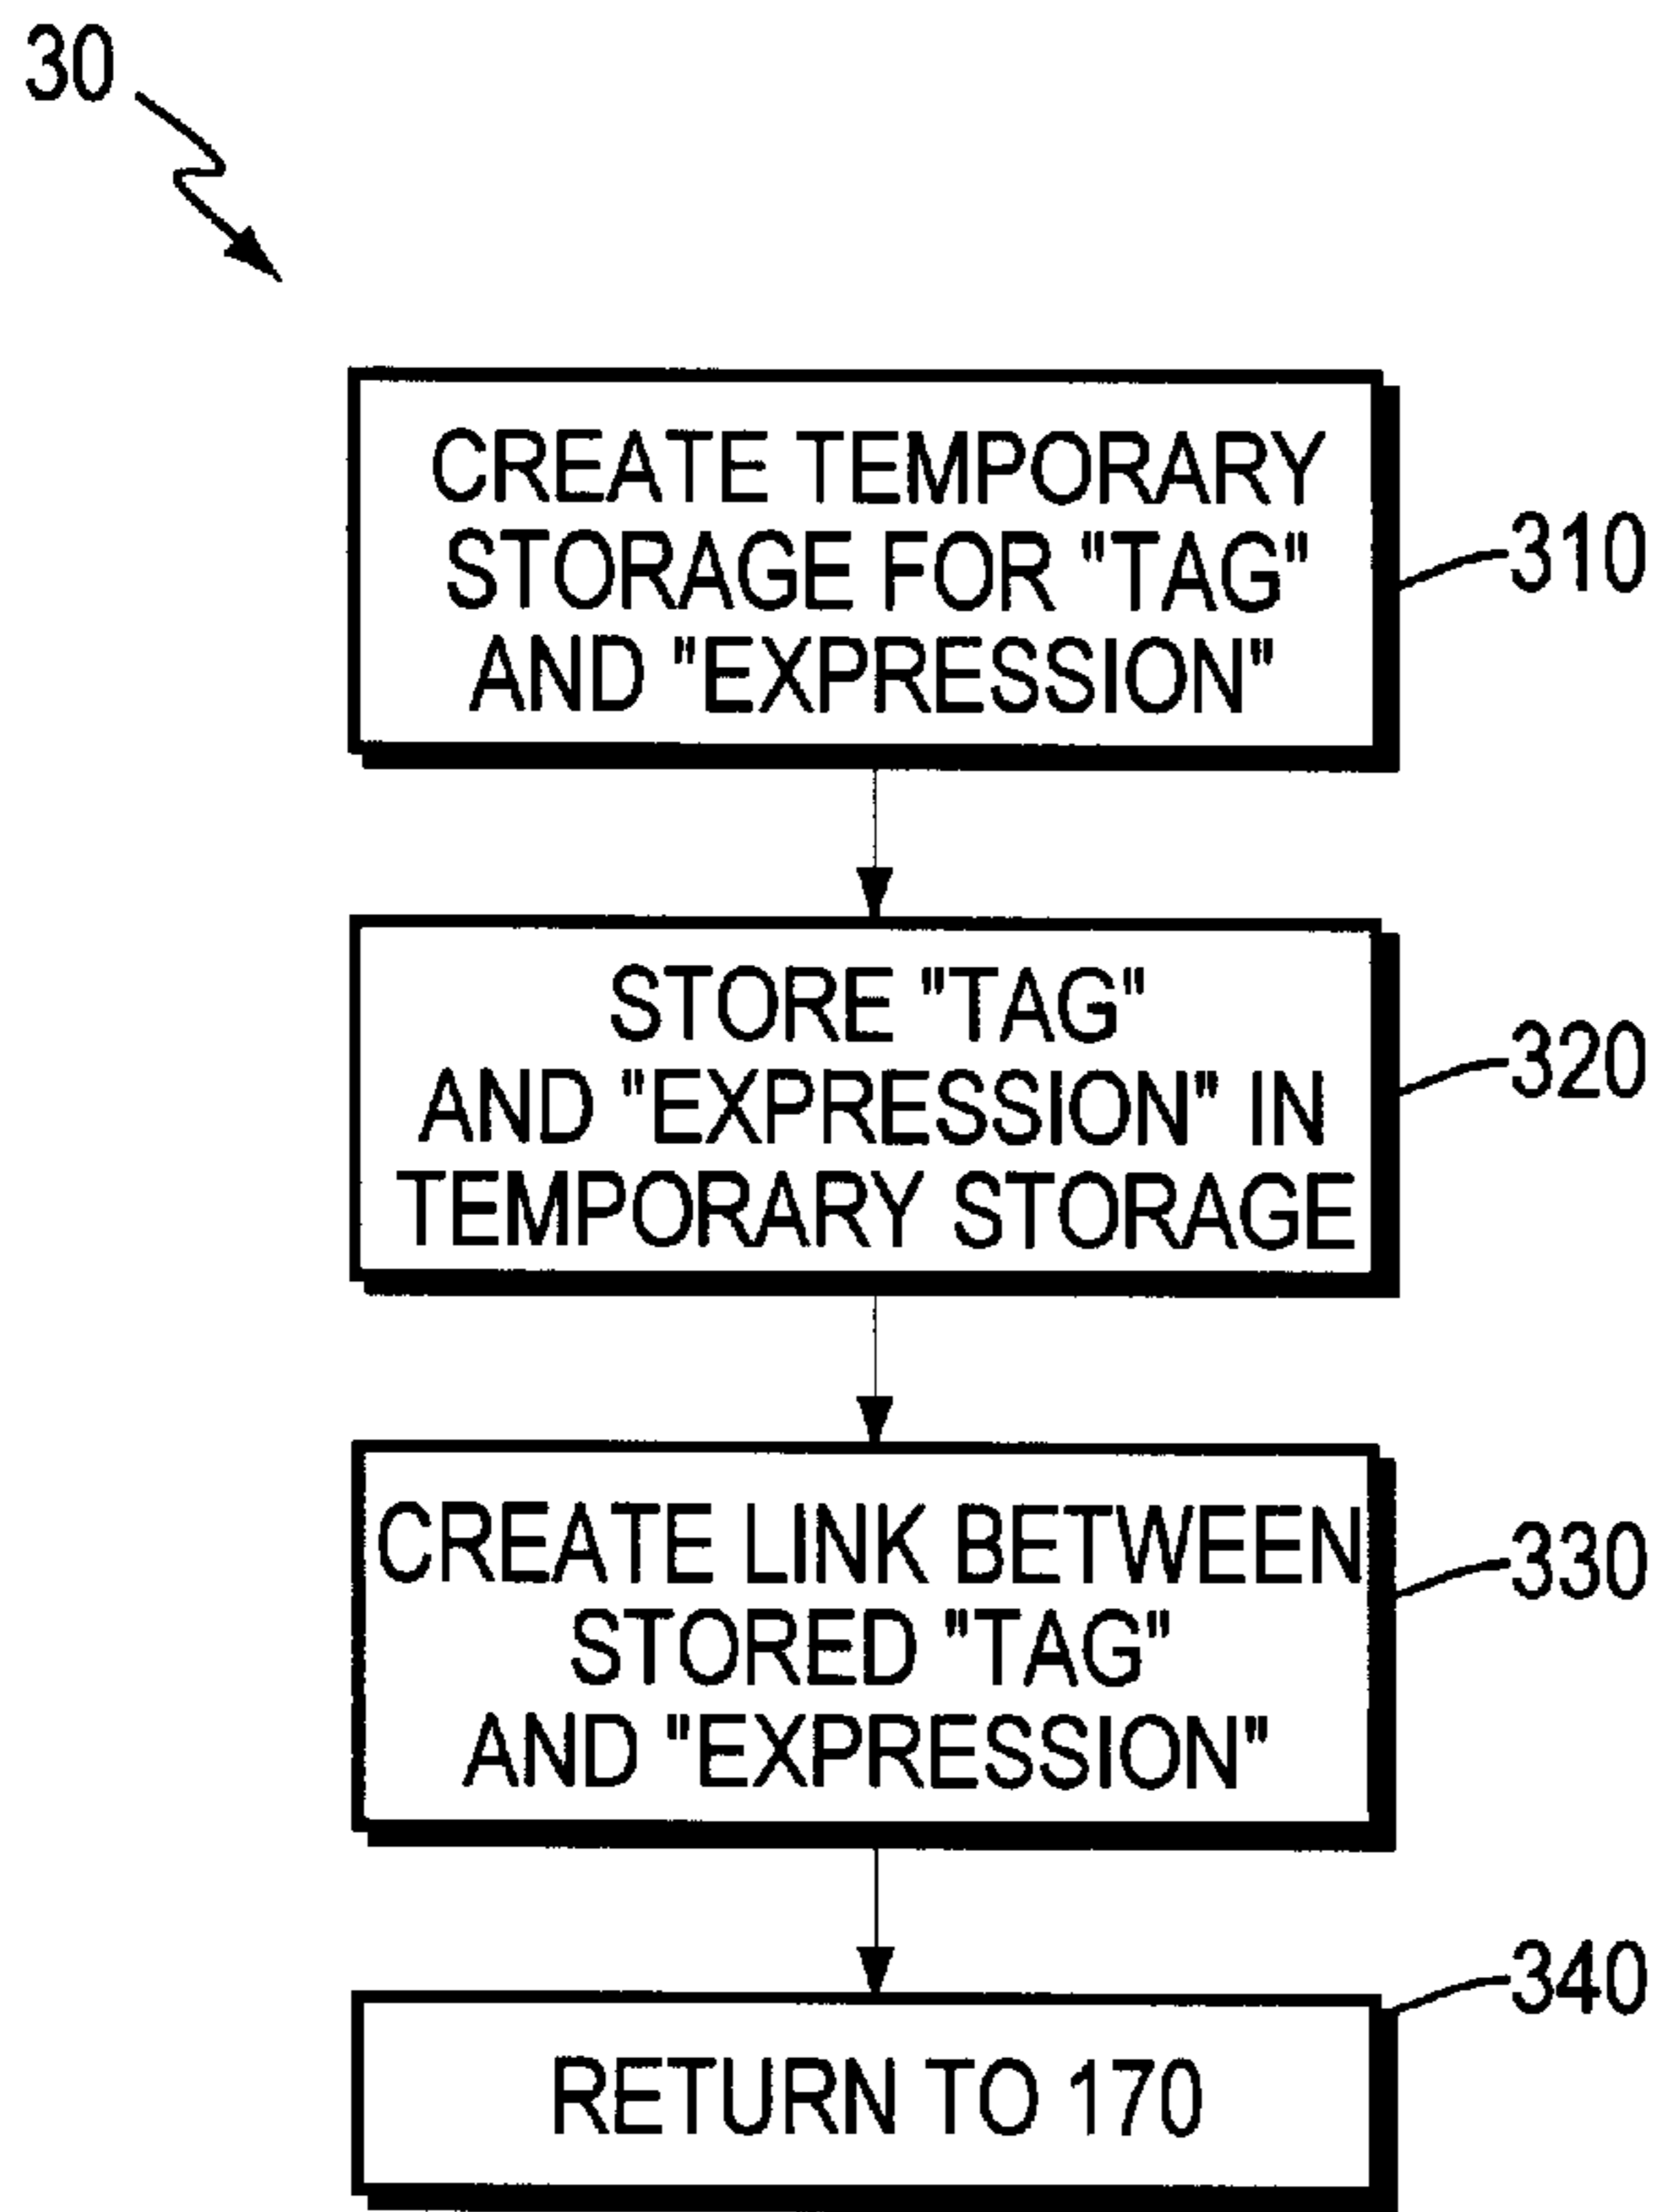 30
CREATE TEMPORARY
STORAGE FOR "TAG"
AND "EXPRESSION"
310
STORE "TAG"
AND "EXPRESSION" IN
TEMPORARY STORAGE
320
CREATE LINK BETWEEN
STORED "TAG"
AND "EXPRESSION"
330
340
RETURN TO 170